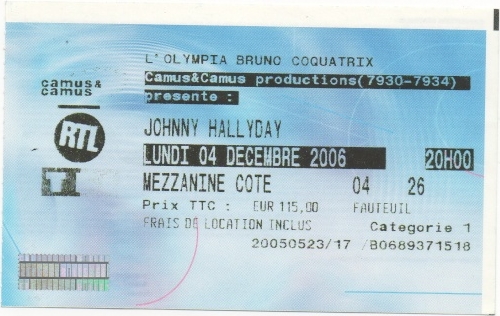 L'OLYMPIA BRUNO COQUATRIX
Camus&Camus productions(7930-7934)
presente :
camus&
camus
RTL
JOHNNY HALLYDAY
LUNDI 04 DECEMBRE 2006 20H00
T
MEZZANINE COTE 04 26
Prix TTC : EUR 115,00 FAUTEUIL
FRAIS DE LOCATION INCLUS Categorie 1
20050523/17 /B0689371518